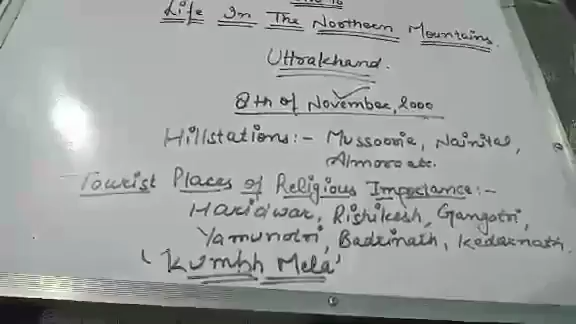 Life In The Northern Mountains.
Uttrakhand.
8th of November, 2000
Hillstations:- Mussoorie, Nainital,
Almora etc.
Tourist Places of Religious Importance:-
Haridwar, Rishikesh, Gangotri,
Yamunotri, Badrinath, Kedarnath.
'Kumbh Mela'